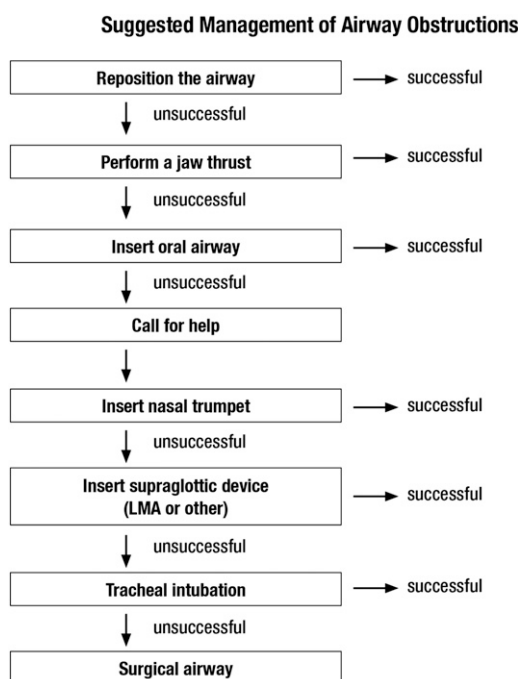 Suggested Management of Airway Obstructions
Reposition the airway
successful
unsuccessful
Perform a jaw thrust
successful
unsuccessful
Insert oral airway
successful
unsuccessful
Call for help
Insert nasal trumpet
successful
unsuccessful
Insert supraglottic device
(LMA or other)
successful
unsuccessful
Tracheal intubation
successful
unsuccessful
Surgical airway